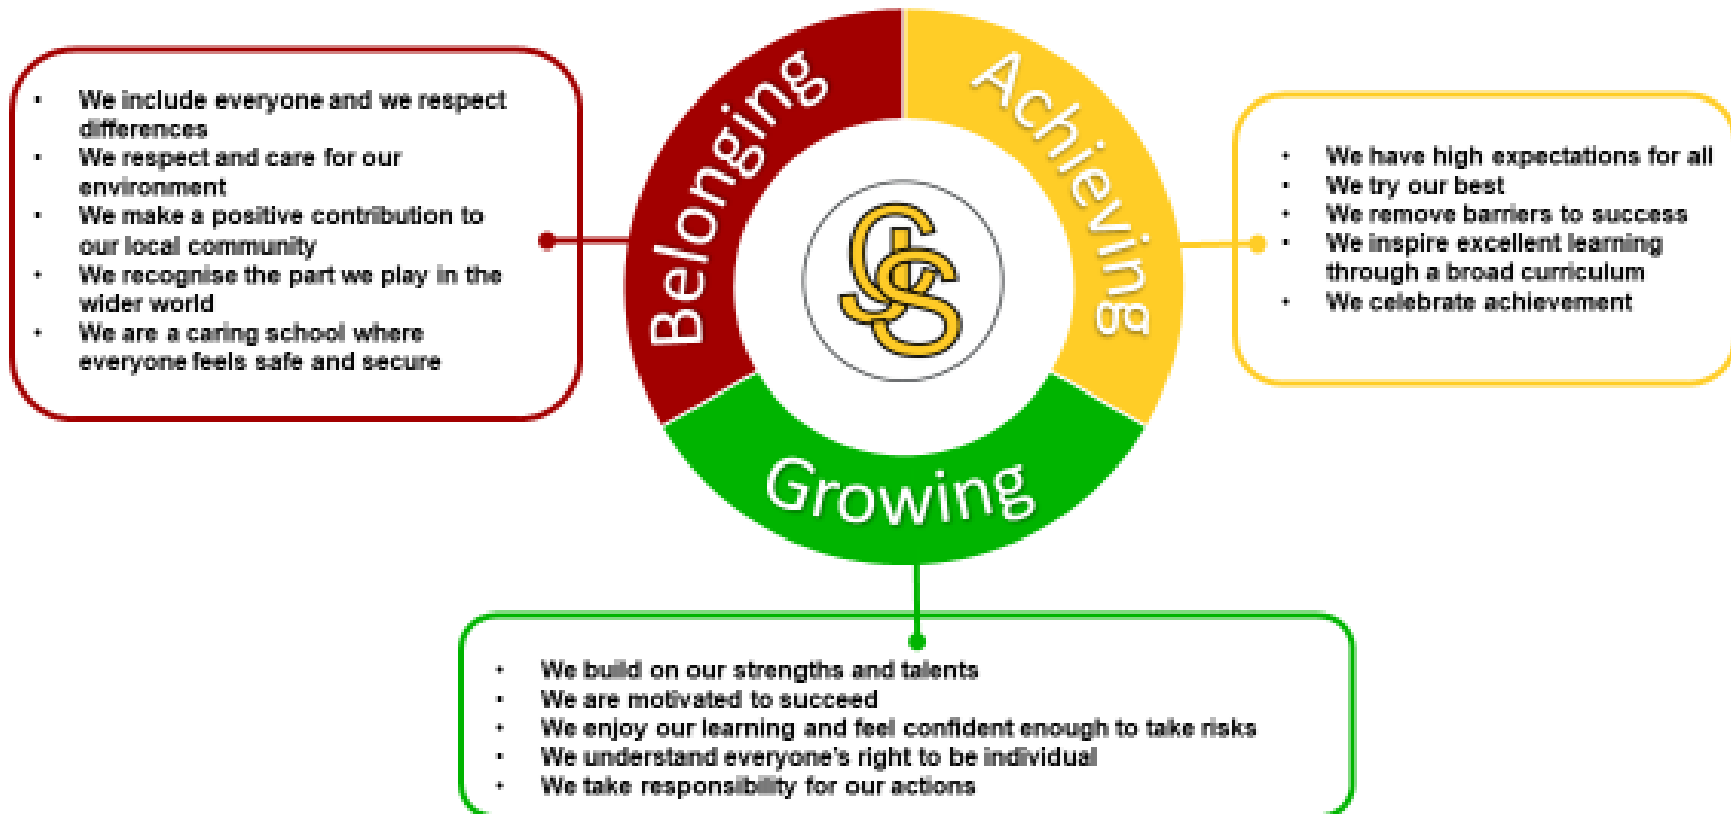 Belonging
Achieving
Growing
• We include everyone and we respect
differences
• We respect and care for our
environment
• We make a positive contribution to
our local community
• We recognise the part we play in the
wider world
• We are a caring school where
everyone feels safe and secure
• We have high expectations for all
• We try our best
• We remove barriers to success
• We inspire excellent learning
through a broad curriculum
• We celebrate achievement
• We build on our strengths and talents
• We are motivated to succeed
• We enjoy our learning and feel confident enough to take risks
• We understand everyone's right to be individual
• We take responsibility for our actions